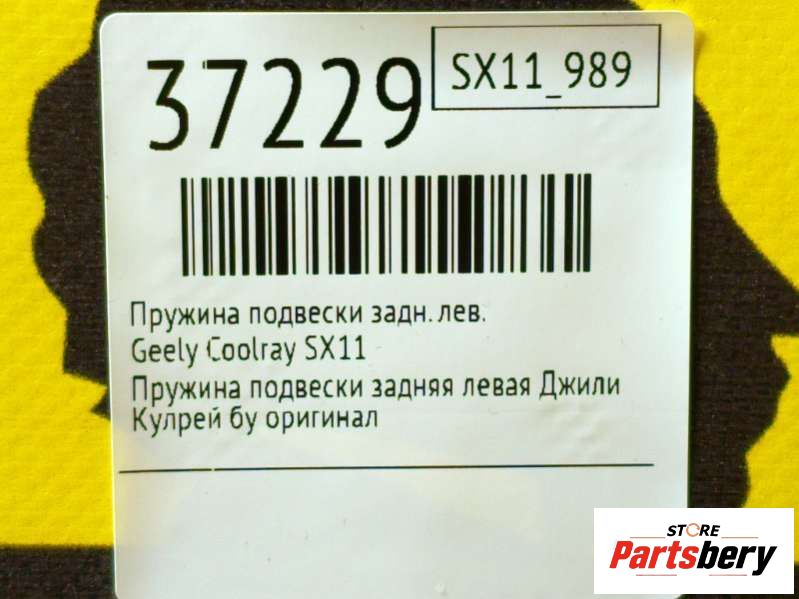 37229
SX11_989
Пружина подвески задн. лев.
Geely Coolray SX11
Пружина подвески задняя левая Джили
Кулрей бу оригинал
STORE
Partsbery